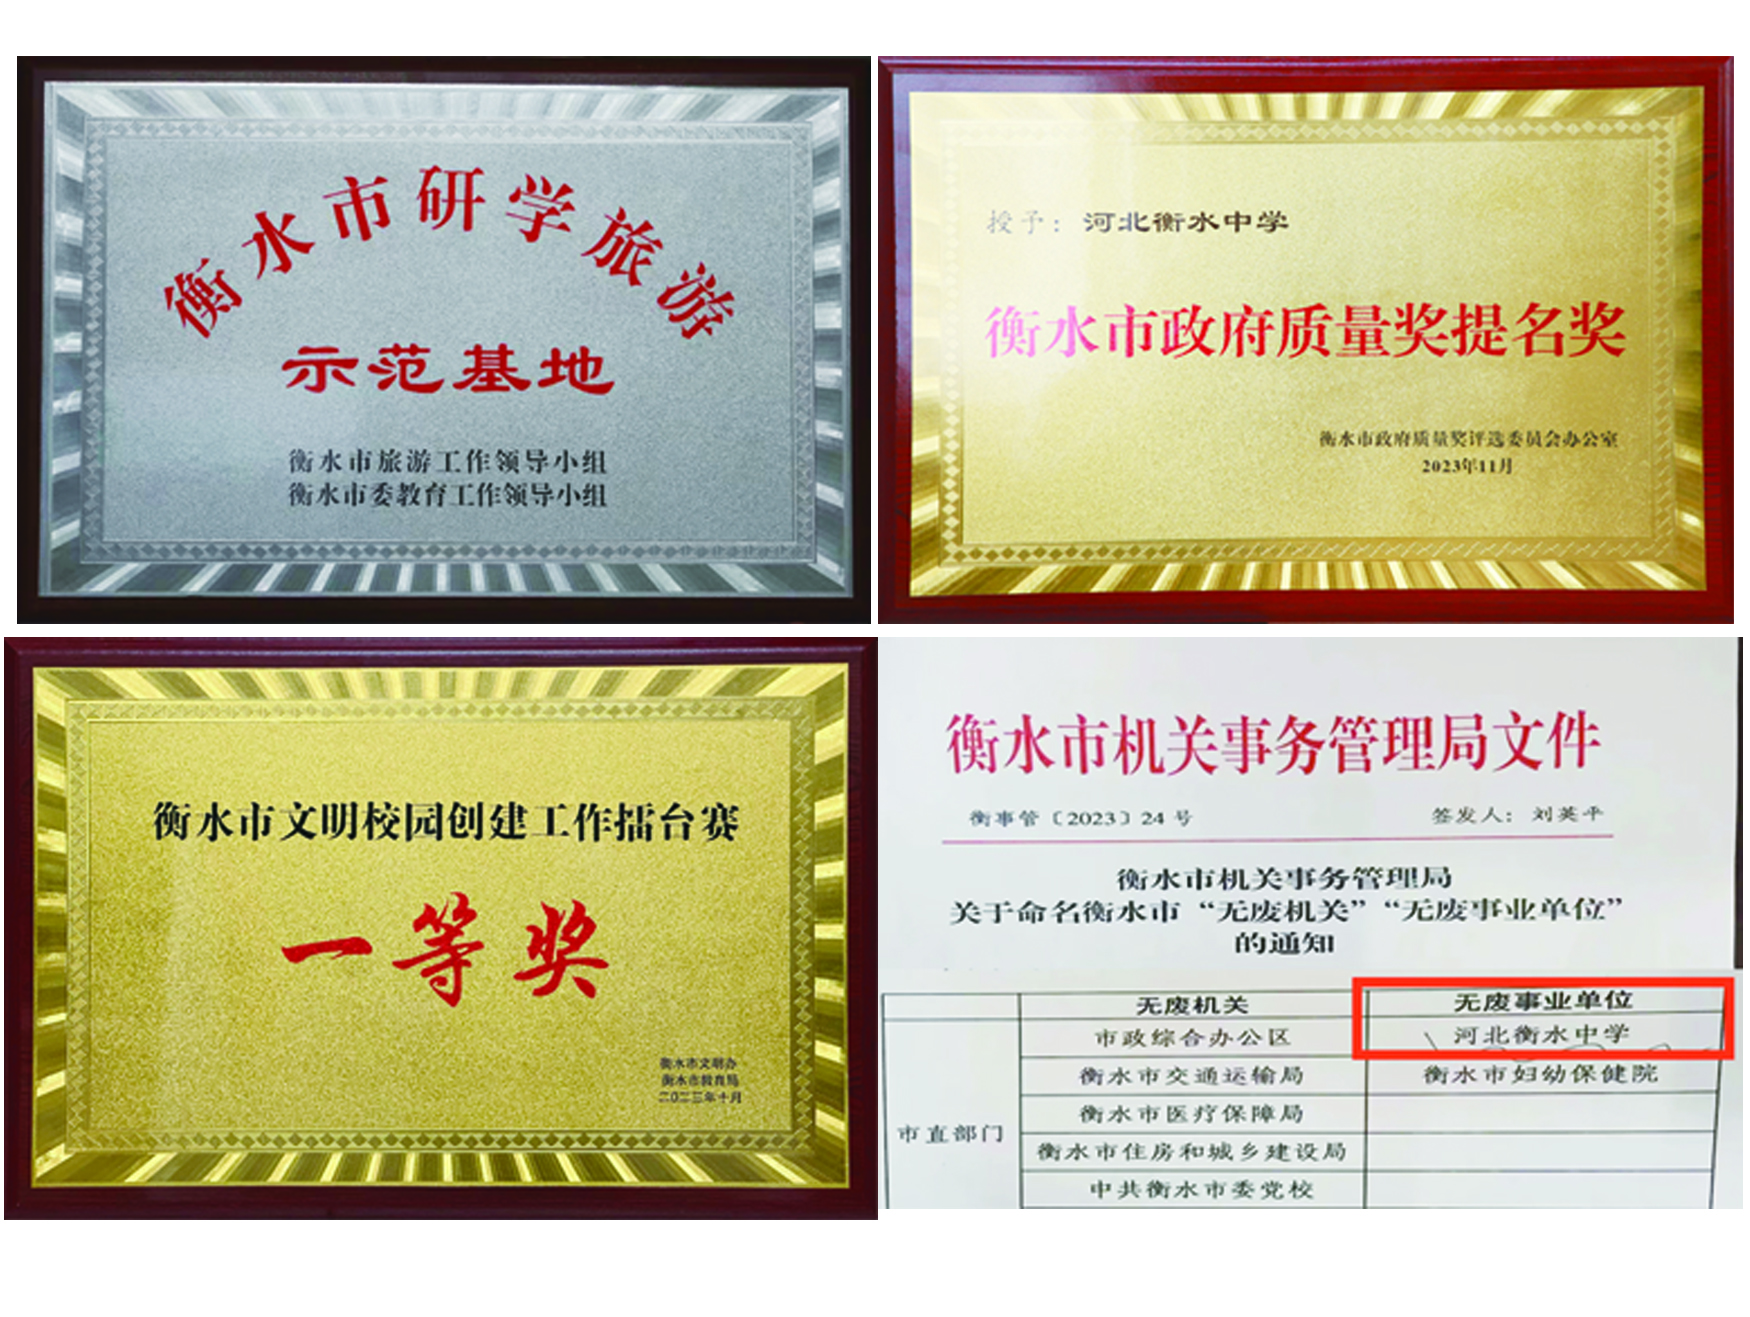 衡水市研学旅游
示范基地
衡水市旅游工作领导小组
衡水市委教育工作领导小组
授予：河北衡水中学
衡水市政府质量奖提名奖
衡水市政府质量奖评选委员会办公室
2023年11月
衡水市文明校园创建工作擂台赛
一等奖
衡水市文明办
衡水市教育局
二〇二三年十月
衡水市机关事务管理局文件
衡事管〔2023〕24号 签发人：刘英平
衡水市机关事务管理局
关于命名衡水市“无废机关”“无废事业单位”
的通知
无废机关 无废事业单位
市直部门
市政综合办公区 河北衡水中学
衡水市交通运输局 衡水市妇幼保健院
衡水市医疗保障局
衡水市住房和城乡建设局
中共衡水市委党校